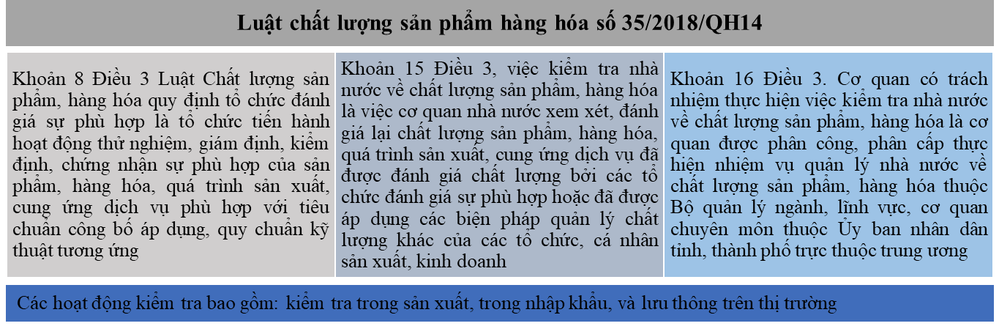 Luật chất lượng sản phẩm hàng hóa số 35/2018/QH14
Khoản 8 Điều 3 Luật Chất lượng sản
phẩm, hàng hóa quy định tổ chức đánh
giá sự phù hợp là tổ chức tiến hành
hoạt động thử nghiệm, giám định, kiểm
định, chứng nhận sự phù hợp của sản
phẩm, hàng hóa, quá trình sản xuất,
cung ứng dịch vụ phù hợp với tiêu
chuẩn công bố áp dụng, quy chuẩn kỹ
thuật tương ứng
Khoản 15 Điều 3, việc kiểm tra nhà
nước về chất lượng sản phẩm, hàng hóa
là việc cơ quan nhà nước xem xét, đánh
giá lại chất lượng sản phẩm, hàng hóa,
quá trình sản xuất, cung ứng dịch vụ đã
được đánh giá chất lượng bởi các tổ
chức đánh giá sự phù hợp hoặc đã được
áp dụng các biện pháp quản lý chất
lượng khác của các tổ chức, cá nhân
sản xuất, kinh doanh
Khoản 16 Điều 3. Cơ quan có trách
nhiệm thực hiện việc kiểm tra nhà nước
về chất lượng sản phẩm, hàng hóa là cơ
quan được phân công, phân cấp thực
hiện nhiệm vụ quản lý nhà nước về
chất lượng sản phẩm, hàng hóa thuộc
Bộ quản lý ngành, lĩnh vực, cơ quan
chuyên môn thuộc Ủy ban nhân dân
tỉnh, thành phố trực thuộc trung ương
Các hoạt động kiểm tra bao gồm: kiểm tra trong sản xuất, trong nhập khẩu, và lưu thông trên thị trường